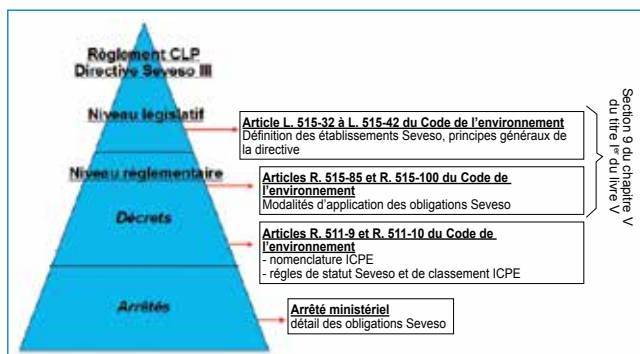 Règlement CLP
Directive Seveso III
Niveau législatif
Article L. 515-32 à L. 515-42 du Code de l'environnement
Définition des établissements Seveso, principes généraux de
la directive
Niveau règlementaire
Articles R. 515-85 et R. 515-100 du Code de
l'environnement
Modalités d'application des obligations Seveso
Section 9 du chapitre V
du titre Ier du livre V
Décrets
Articles R. 511-9 et R. 511-10 du Code de
l'environnement
- nomenclature ICPE
- régles de statut Seveso et de classement ICPE
Arrêtés
Arrêté ministériel
détail des obligations Seveso